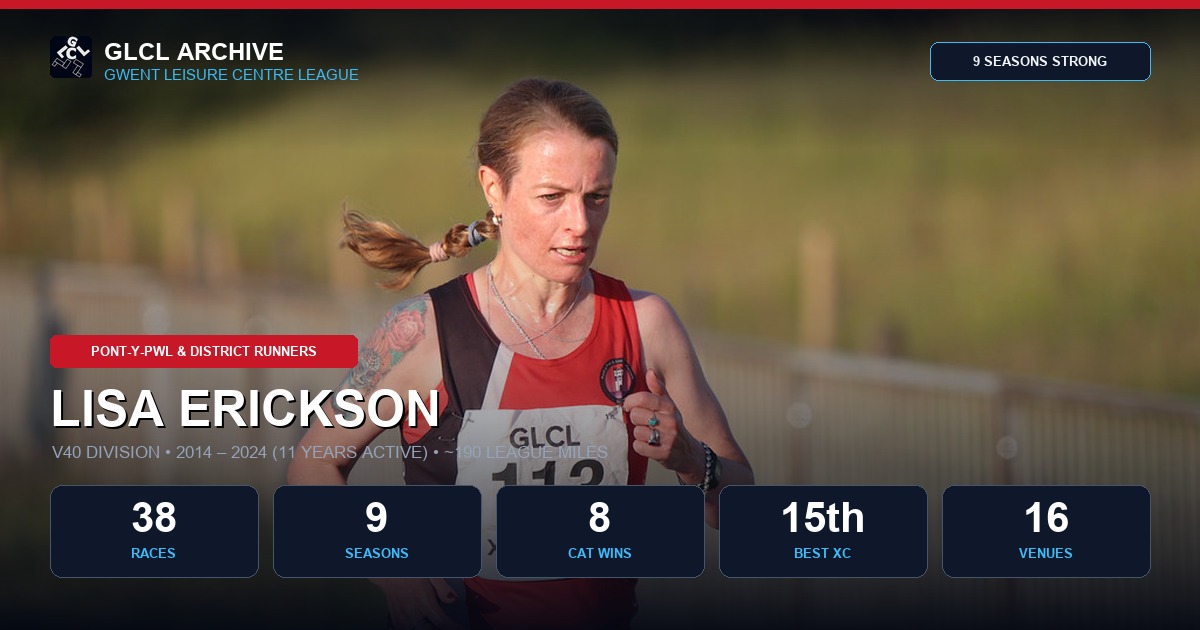 GLCL ARCHIVE
GWENT LEISURE CENTRE LEAGUE
9 SEASONS STRONG
PONT-Y-PWL & DISTRICT RUNNERS
LISA ERICKSON
V40 DIVISION • 2014 – 2024 (11 YEARS ACTIVE) • ~190 LEAGUE MILES
GLCL
113
38
RACES
9
SEASONS
8
CAT WINS
15th
BEST XC
16
VENUES